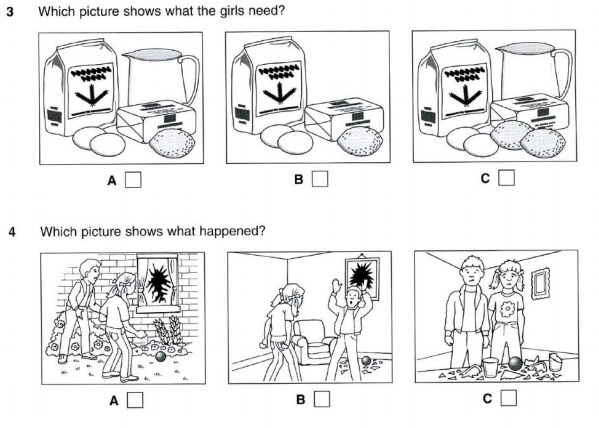 3 Which picture shows what the girls need?
A B C
4 Which picture shows what happened?
A B C